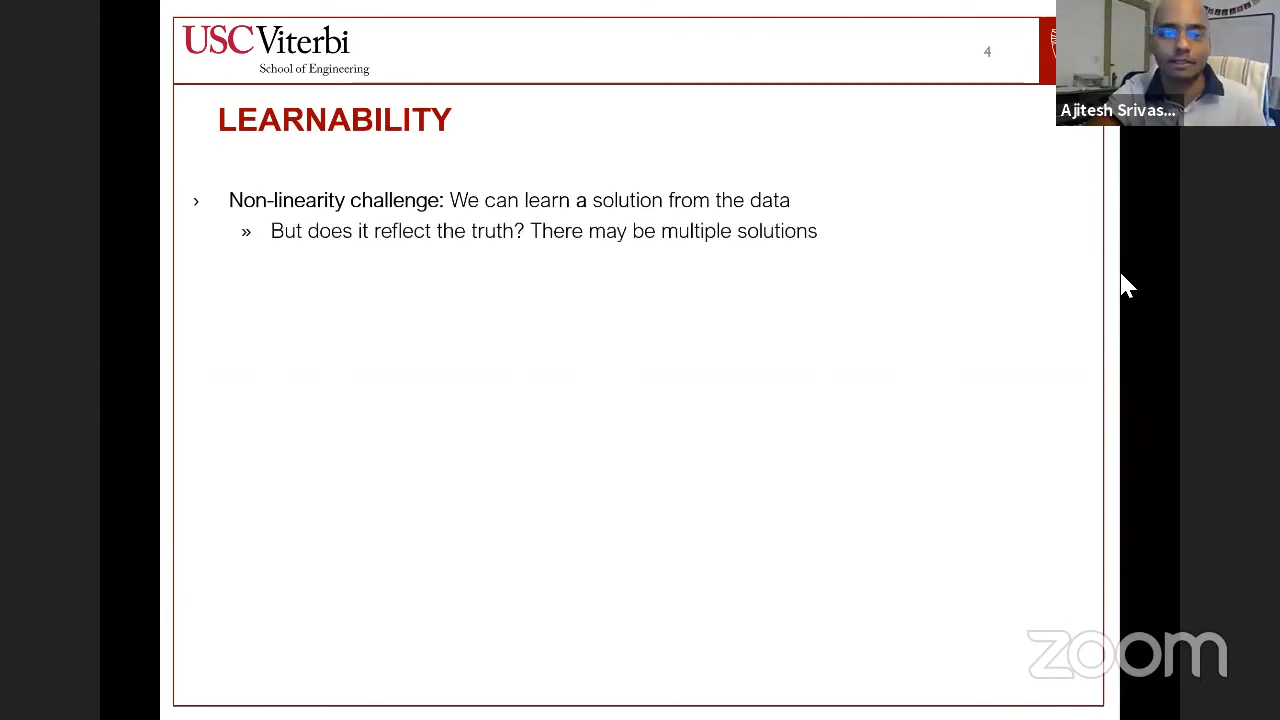 USC Viterbi
School of Engineering
4
Ajitesh Srivas...
LEARNABILITY
› Non-linearity challenge: We can learn a solution from the data
» But does it reflect the truth? There may be multiple solutions
zoom